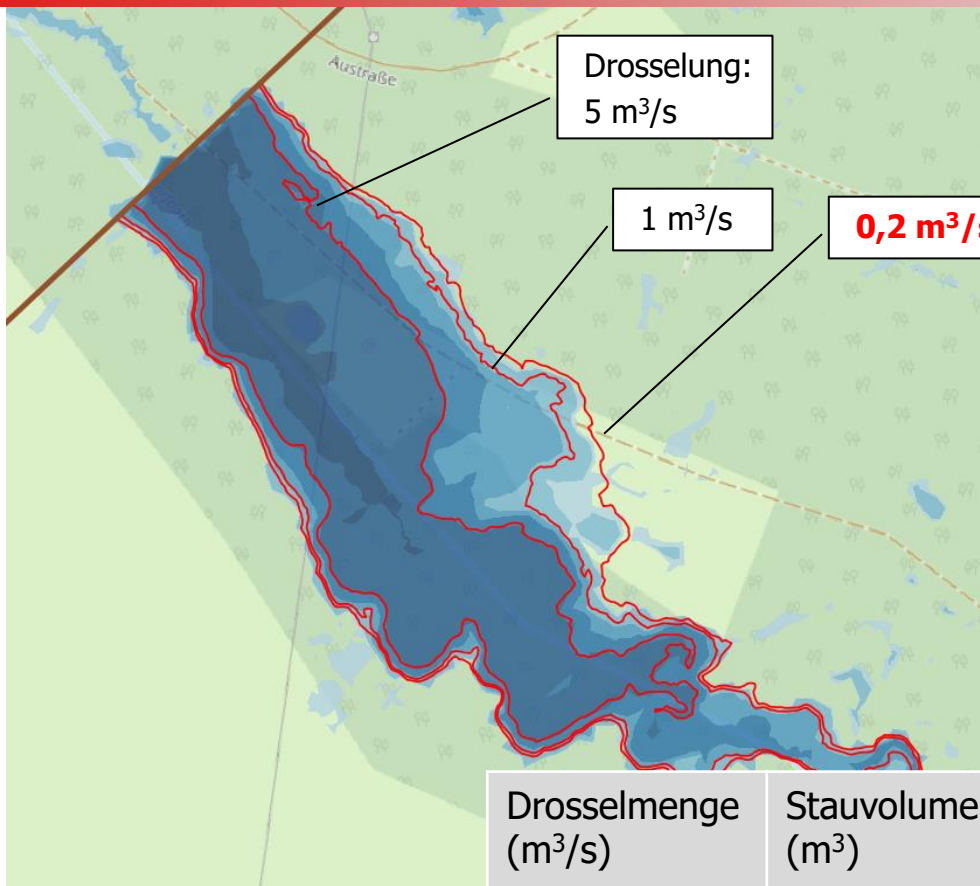 Austraße
Drosselung:
5 m³/s
1 m³/s
0,2 m³/s
Drosselmenge
(m³/s)
Stauvolume
(m³)